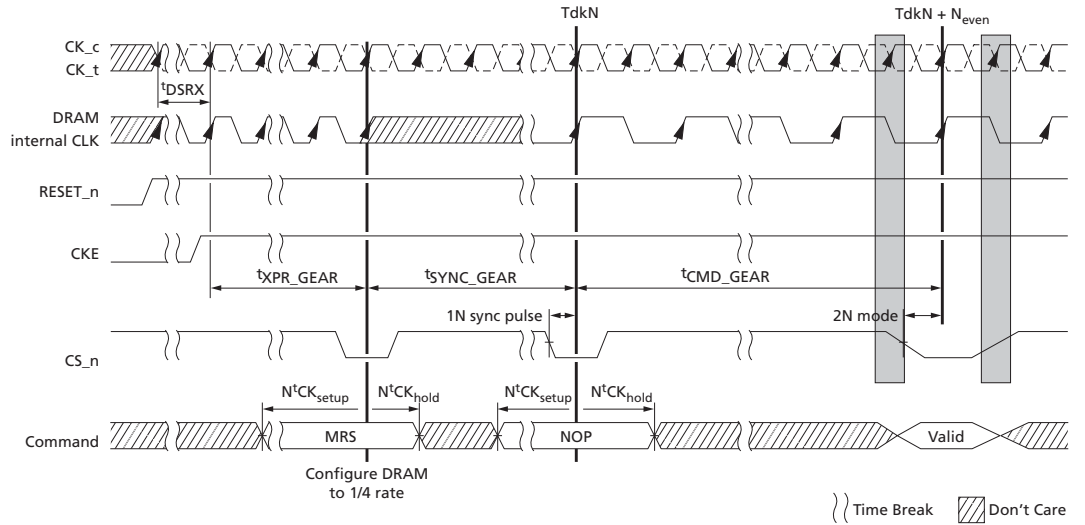 TdkN TdkN + Neven
CK_c
CK_t
tDSRX
DRAM
internal CLK
RESET_n
CKE
tXPR_GEAR tSYNC_GEAR tCMD_GEAR
1N sync pulse 2N mode
CS_n
NtCKsetup NtCKhold NtCKsetup NtCKhold
Command MRS NOP Valid
Configure DRAM
to 1/4 rate
Time Break Don't Care